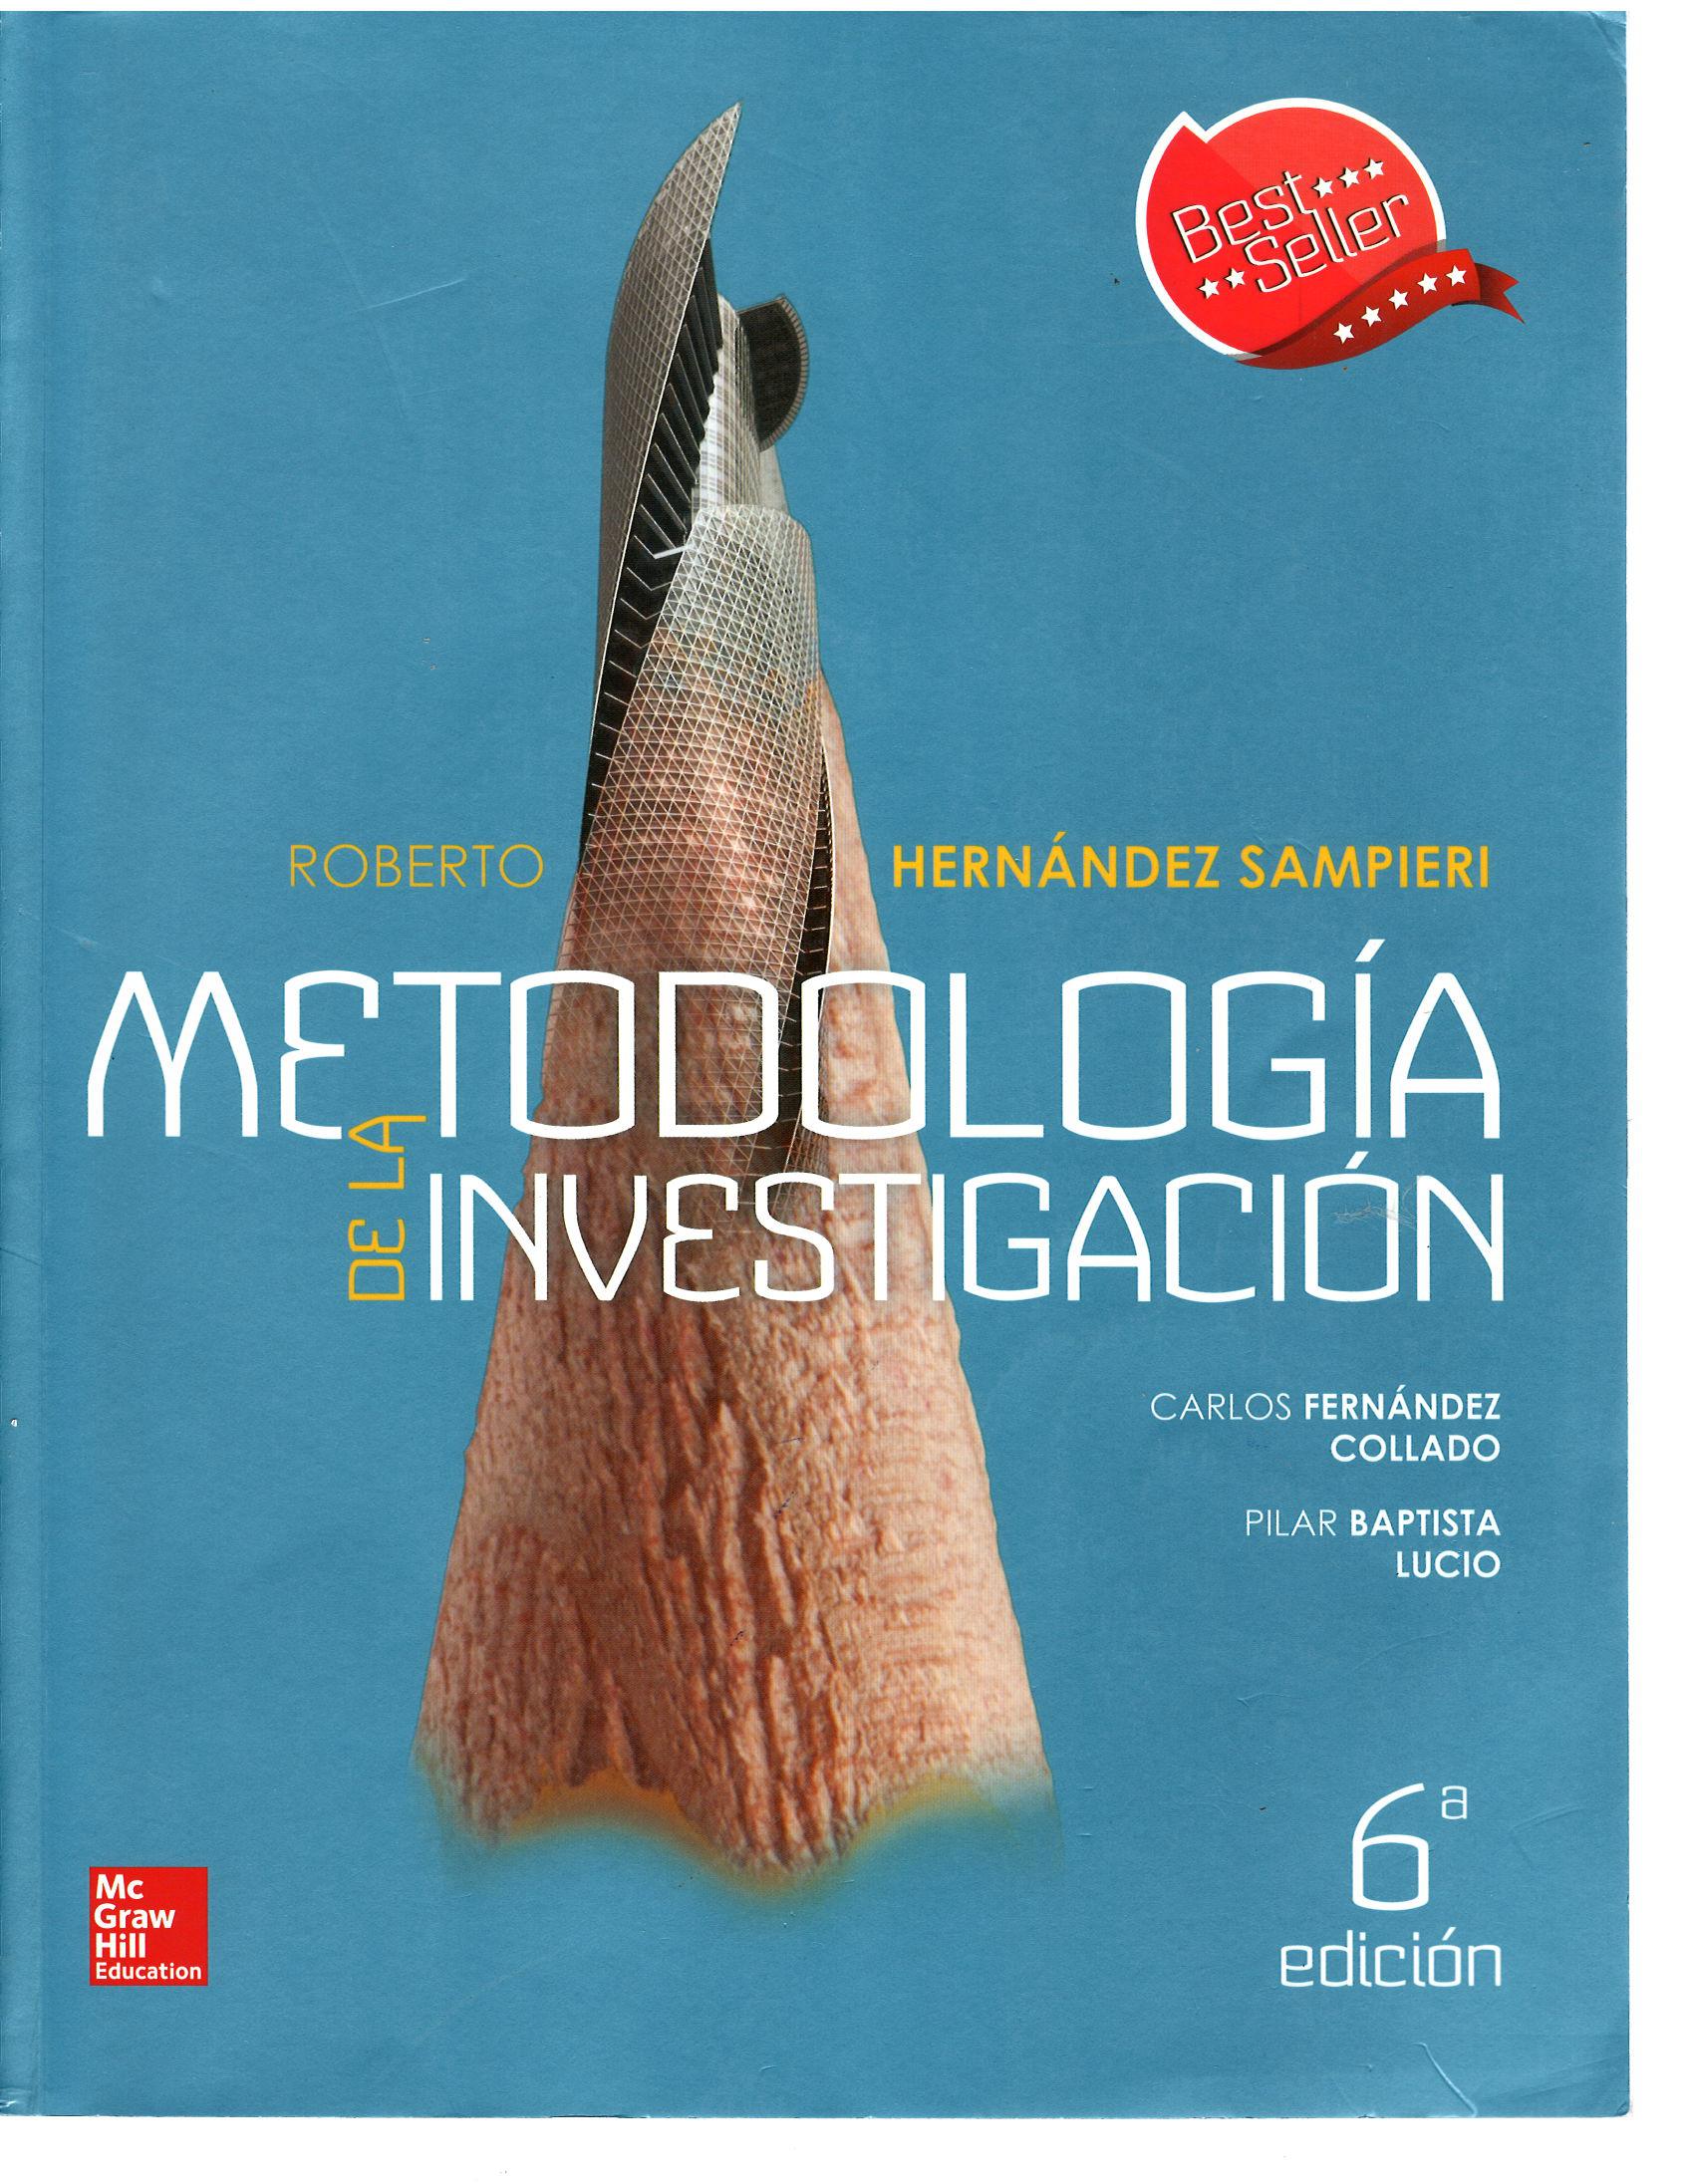 Best
Seller
ROBERTO HERNÁNDEZ SAMPIERI
METODOLOGÍA
DE LA
INVESTIGACIÓN
CARLOS FERNÁNDEZ
COLLADO
PILAR BAPTISTA
LUCIO
6ª
edición
Mc
Graw
Hill
Education